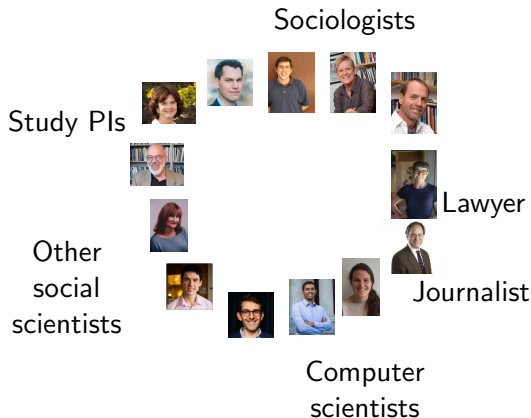 Sociologists
Study PIs
Lawyer
Other
social
scientists
Journalist
Computer
scientists